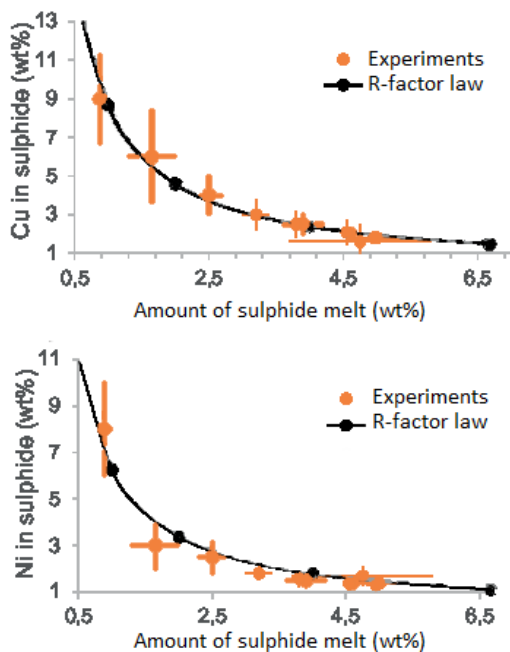 13
11
9
7
5
3
1
Cu in sulphide (wt%)
Experiments
R-factor law
0,5 2,5 4,5 6,5
Amount of sulphide melt (wt%)
11
9
7
5
3
1
Ni in sulphide (wt%)
Experiments
R-factor law
0,5 2,5 4,5 6,5
Amount of sulphide melt (wt%)